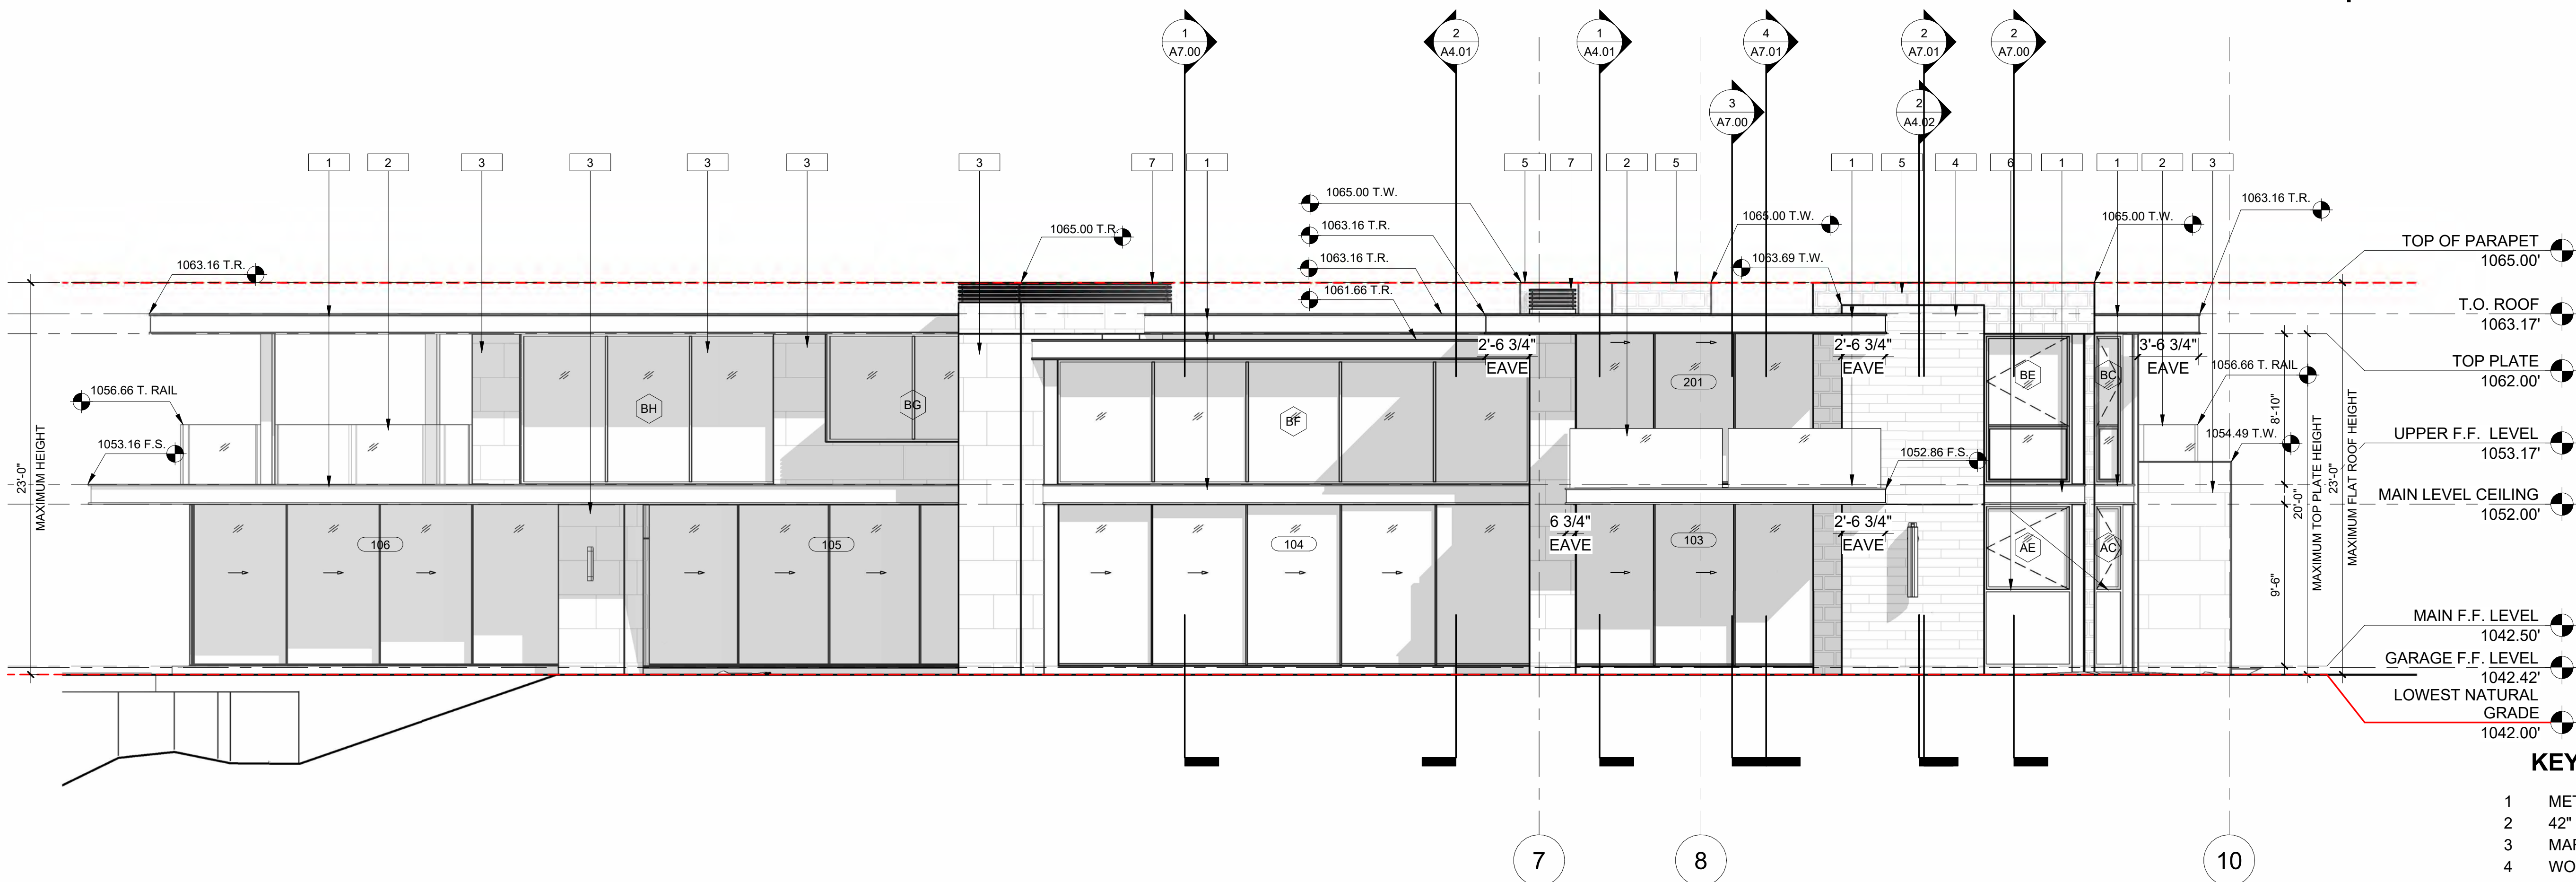 1
A7.00
2
A4.01
1
A4.01
4
A7.01
2
A7.01
2
A7.00
3
A7.00
2
A4.02
1
2
3
3
3
3
3
7
1
5
7
2
5
1
5
4
6
1
1
2
3
1065.00 T.W.
1063.16 T.R.
1065.00 T.W.
1065.00 T.W.
1065.00 T.R.
1063.16 T.R.
1063.16 T.R.
1063.16 T.R.
1063.69 T.W.
1061.66 T.R.
TOP OF PARAPET
1065.00'
T.O. ROOF
1063.17'
TOP PLATE
1062.00'
UPPER F.F. LEVEL
1053.17'
MAIN LEVEL CEILING
1052.00'
MAIN F.F. LEVEL
1042.50'
GARAGE F.F. LEVEL
1042.42'
LOWEST NATURAL
GRADE
1042.00'
2'-6 3/4"
EAVE
2'-6 3/4"
EAVE
3'-6 3/4"
EAVE
1056.66 T. RAIL
1056.66 T. RAIL
201
BE
BC
BH
BG
BF
8'-10"
1053.16 F.S.
1052.86 F.S.
1054.49 T.W.
23'-0"
MAXIMUM HEIGHT
20'-0"
MAXIMUM TOP PLATE HEIGHT
23'-0"
MAXIMUM FLAT ROOF HEIGHT
6 3/4"
EAVE
2'-6 3/4"
EAVE
106
105
104
103
AE
AC
9'-6"
KEY
1 MET
2 42"
3 MAR
4 WO
7
8
10